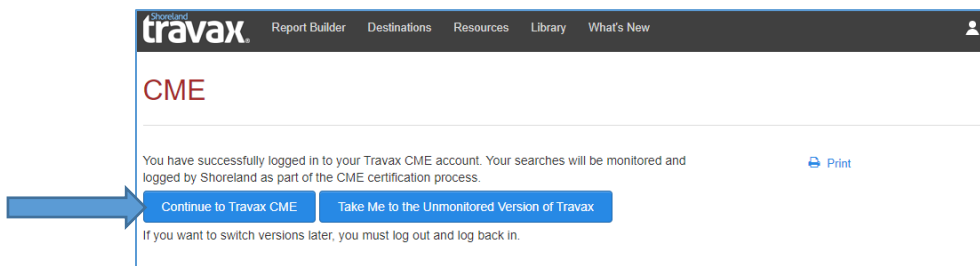 Shoreland
travax® Report Builder Destinations Resources Library What's New
CME
You have successfully logged in to your Travax CME account. Your searches will be monitored and Print
logged by Shoreland as part of the CME certification process.
Continue to Travax CME Take Me to the Unmonitored Version of Travax
If you want to switch versions later, you must log out and log back in.